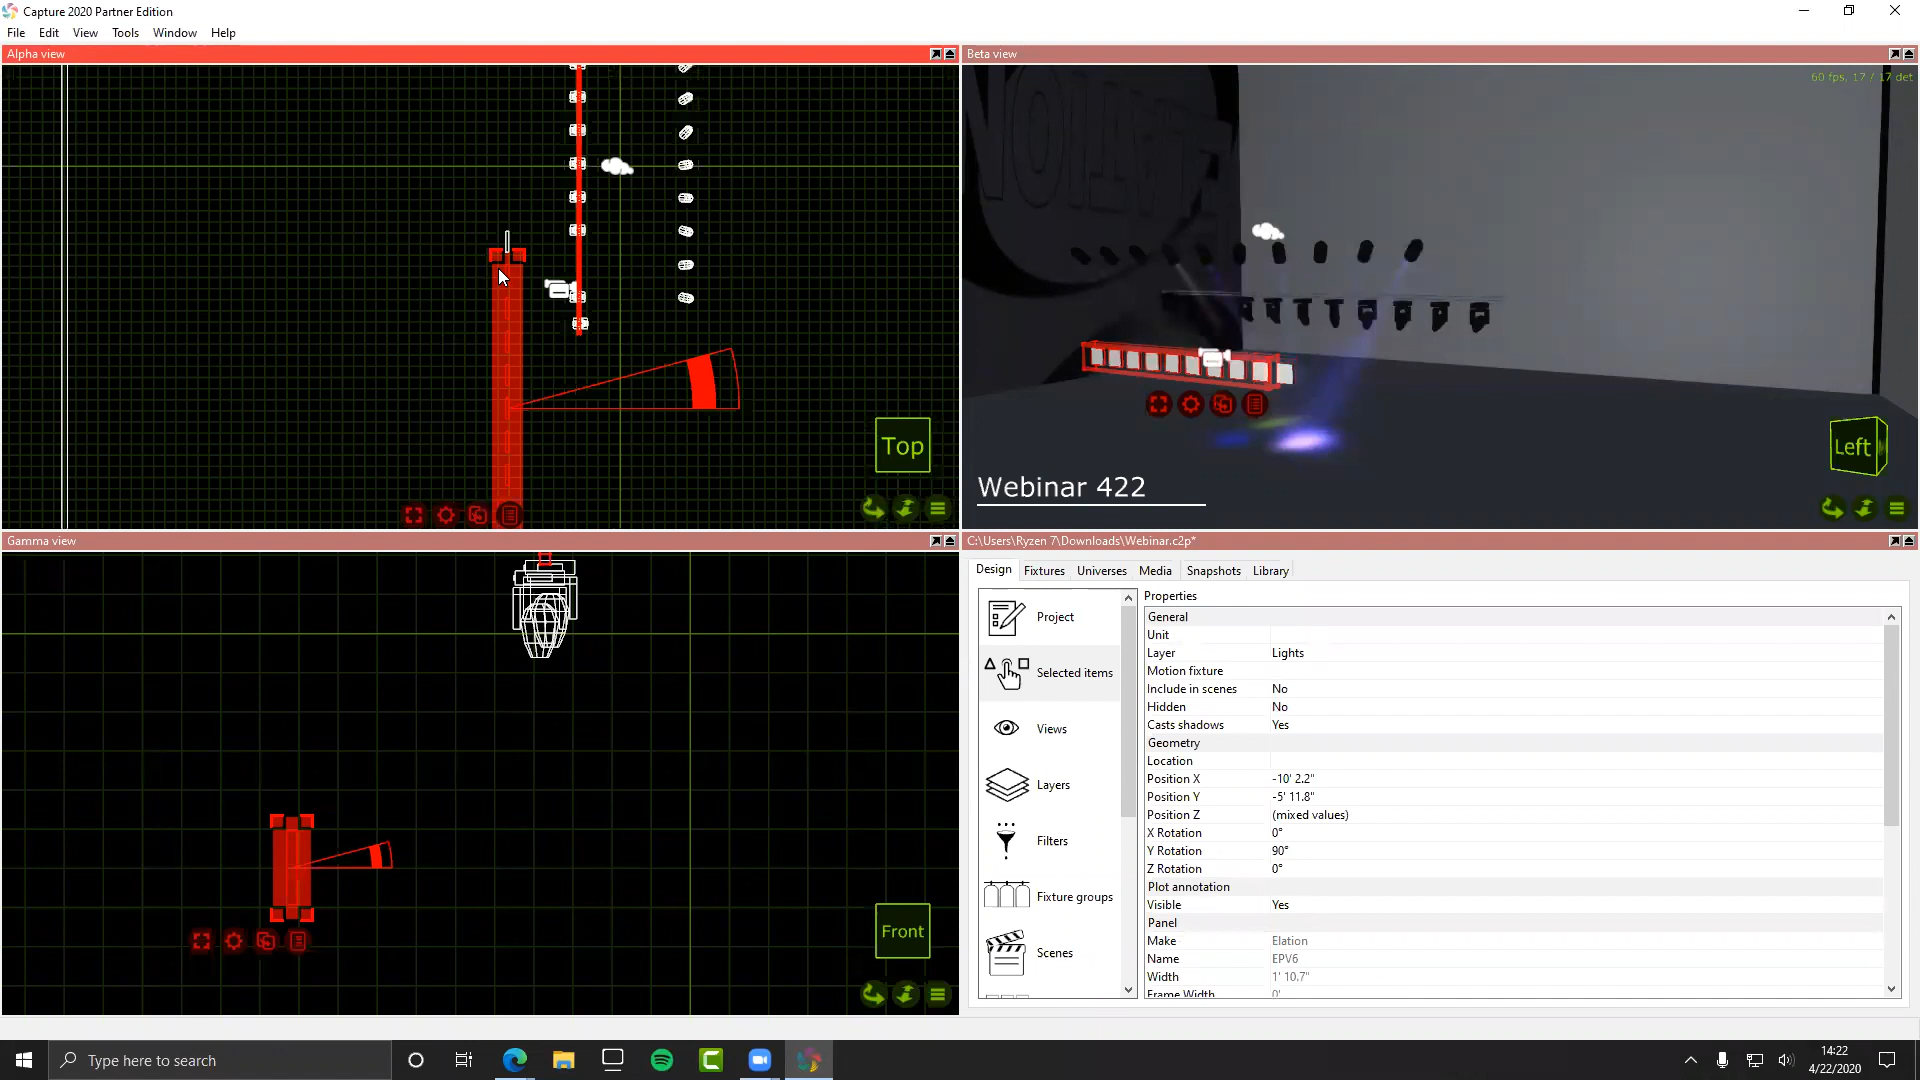 Capture 2020 Partner Edition
File Edit View Tools Window Help
Alpha view
Top
Beta view
60 fps. 17 / 17 det
Left
Webinar 422
Gamma view
Front
C:\Users\Ryzen 7\Downloads\Webinar.c2p*
Design Fixtures Universes Media Snapshots Library
Project
Selected items
Views
Layers
Filters
Fixture groups
Scenes
Properties
General
Unit
Layer Lights
Motion fixture
Include in scenes No
Hidden No
Casts shadows Yes
Geometry
Location
Position X -10' 2.2"
Position Y -5' 11.8"
Position Z (mixed values)
X Rotation 0°
Y Rotation 90°
Z Rotation 0°
Plot annotation
Visible Yes
Panel
Make Elation
Name EPV6
Width 1' 10.7"
Frame Width 0'
Type here to search
14:22
4/22/2020